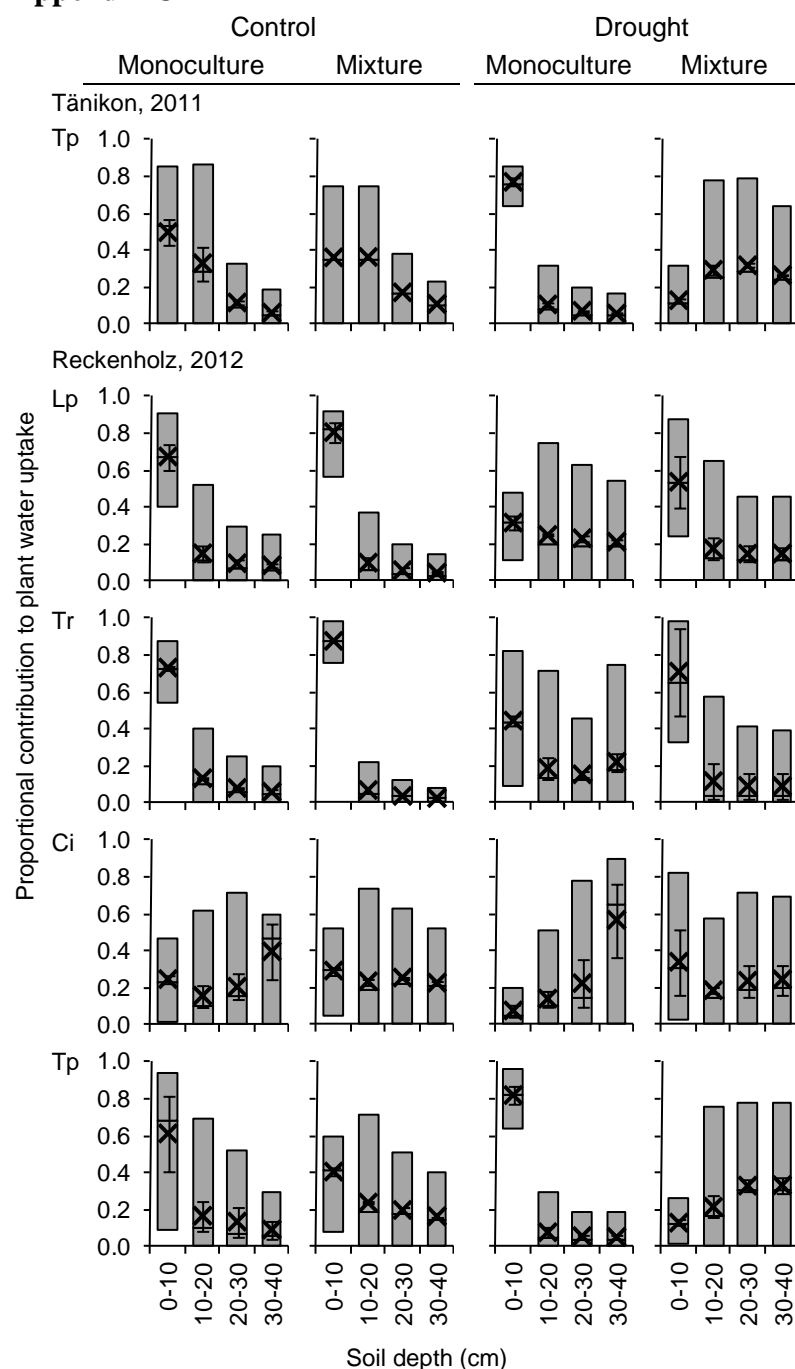 Control Drought
Monoculture Mixture Monoculture Mixture
Tänikon, 2011
Tp 1.0
0.8
0.6
0.4
0.2
0.0
Reckenholz, 2012
Lp 1.0
0.8
0.6
0.4
0.2
0.0
Tr 1.0
0.8
0.6
0.4
0.2
0.0
Ci 1.0
0.8
0.6
0.4
0.2
0.0
Tp 1.0
0.8
0.6
0.4
0.2
0.0
Proportional contribution to plant water uptake
0-10 10-20 20-30 30-40 0-10 10-20 20-30 30-40 0-10 10-20 20-30 30-40 0-10 10-20 20-30 30-40
Soil depth (cm)